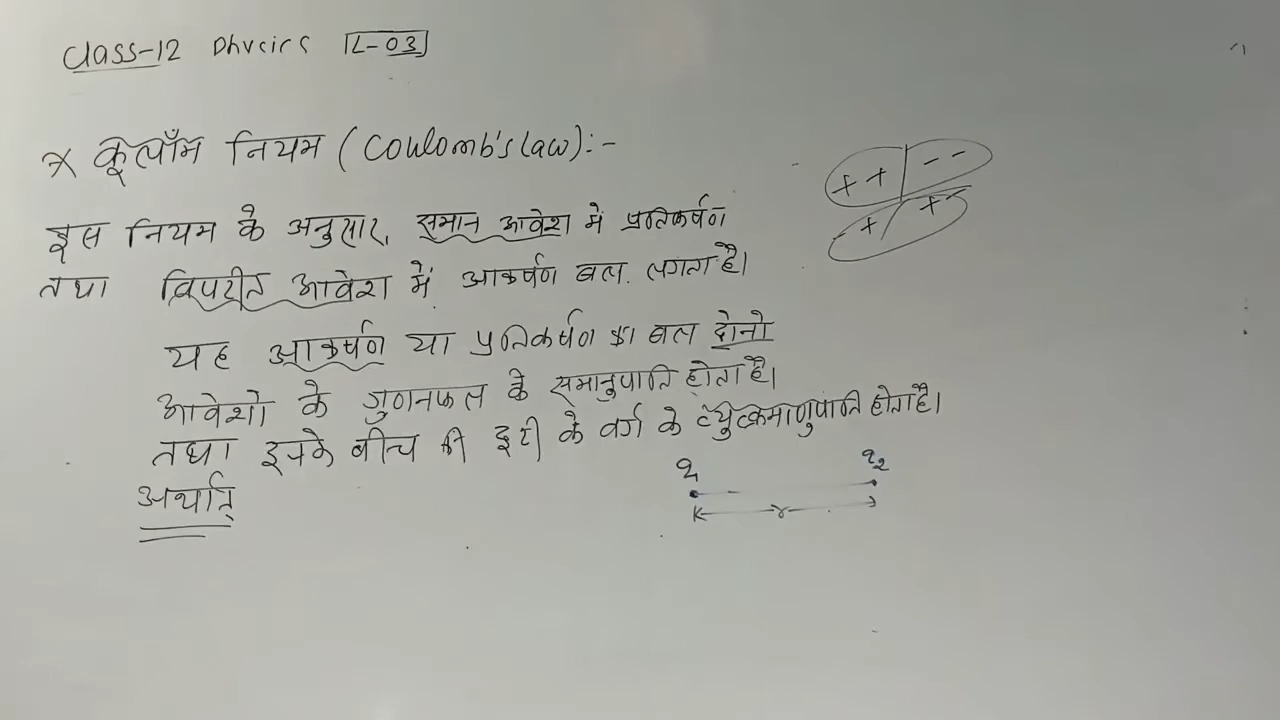 Class-12 Physics L-03
* कूलॉम नियम (Coulomb's law):-
++ --
+ +-
इस नियम के अनुसार, समान आवेश में प्रतिकर्षण
तथा विपरीत आवेश में आकर्षण बल लगता है।
यह आकर्षण या प्रतिकर्षण का बल दोनो
आवेशो के गुणनफल के समानुपाति होता है।
तथा इनके बीच की दुरी के वर्ग के व्युत्क्रमाणुपाति होता है।
q1 q2
अर्थात्
r